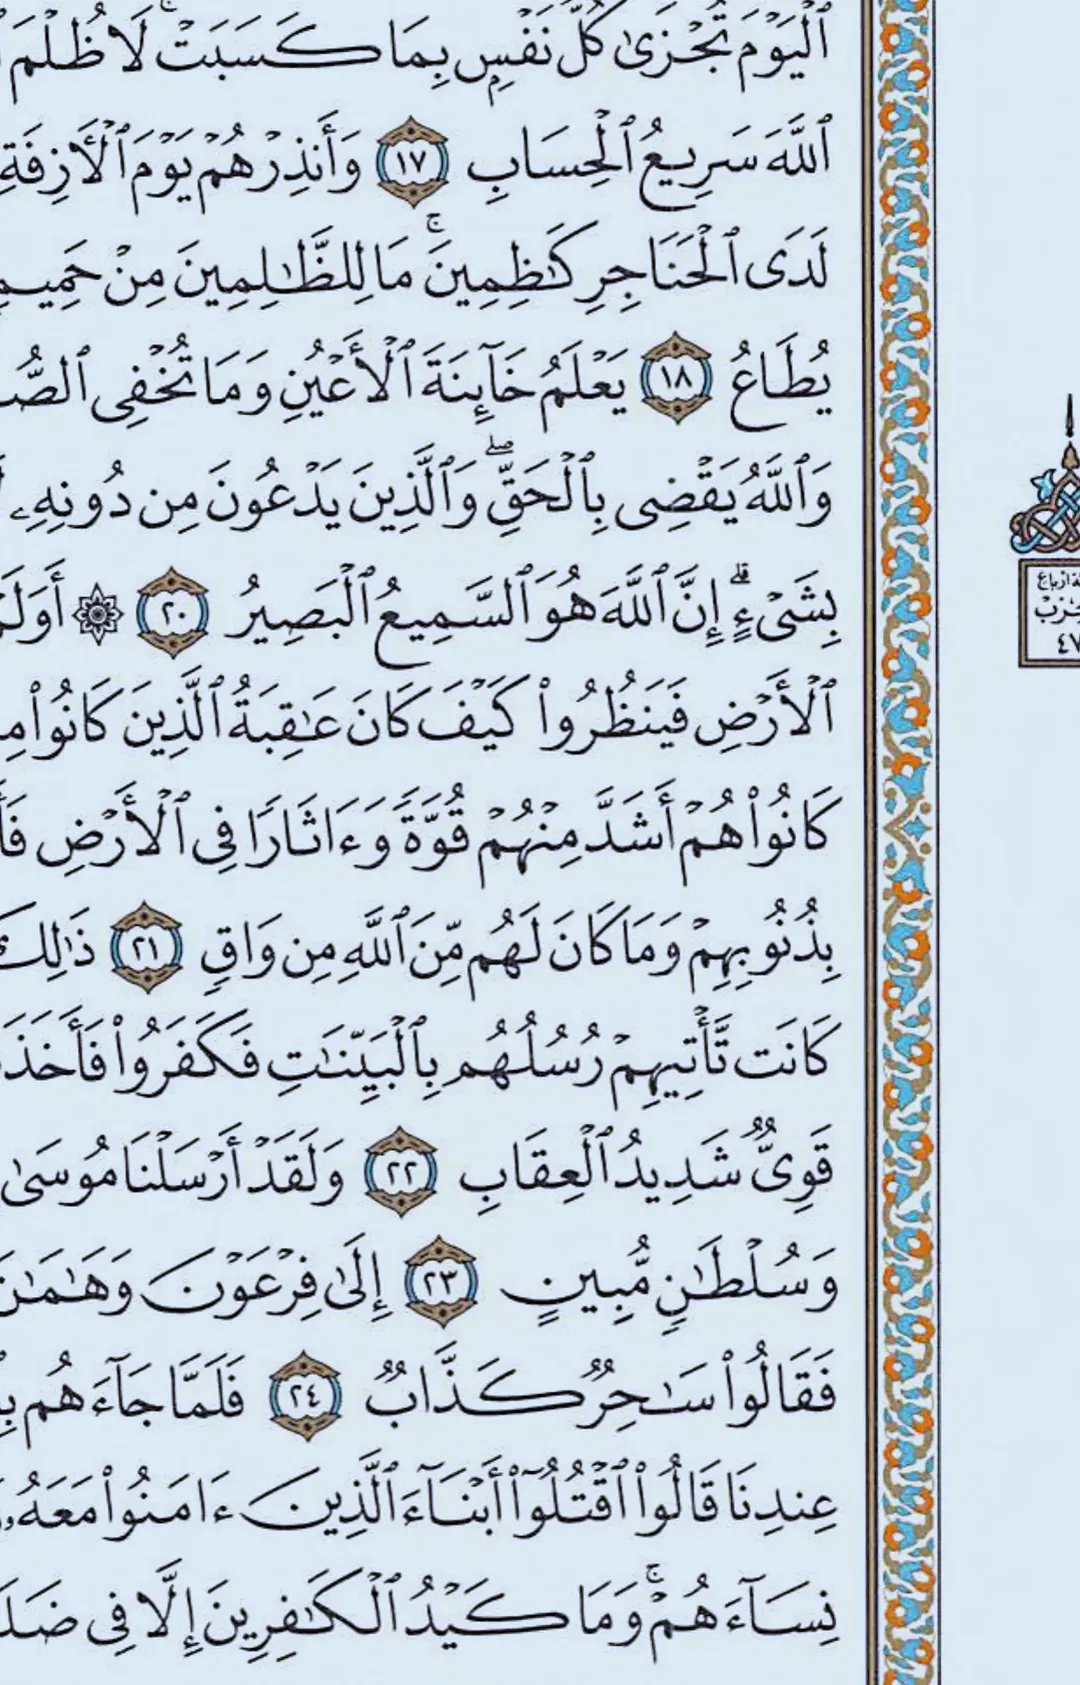 ٱلْيَوْمَ تُجْزَىٰ كُلُّ نَفْسٍۭ بِمَا كَسَبَتْ ۚ لَا ظُلْمَ
ٱللَّهَ سَرِيعُ ٱلْحِسَابِ ١٧ وَأَنذِرْهُمْ يَوْمَ ٱلْأَزِفَةِ
لَدَى ٱلْحَنَاجِرِ كَـٰظِمِينَ ۚ مَا لِلظَّـٰلِمِينَ مِنْ حَمِيمٍ
يُطَاعُ ١٨ يَعْلَمُ خَآئِنَةَ ٱلْأَعْيُنِ وَمَا تُخْفِى
وَٱللَّهُ يَقْضِى بِٱلْحَقِّ ۖ وَٱلَّذِينَ يَدْعُونَ مِن دُونِهِۦ
بِشَىْءٍ ۗ إِنَّ ٱللَّهَ هُوَ ٱلسَّمِيعُ ٱلْبَصِيرُ ٢٠ ۞
ٱلْأَرْضِ فَيَنظُرُوا۟ كَيْفَ كَانَ عَـٰقِبَةُ ٱلَّذِينَ كَانُوا۟
كَانُوا۟ هُمْ أَشَدَّ مِنْهُمْ قُوَّةً وَءَاثَارًا فِى ٱلْأَرْضِ
بِذُنُوبِهِمْ وَمَا كَانَ لَهُم مِّنَ ٱللَّهِ مِن وَاقٍ ٢١ ذَٰلِكَ
كَانَت تَّأْتِيهِمْ رُسُلُهُم بِٱلْبَيِّنَـٰتِ فَكَفَرُوا۟
قَوِىٌّ شَدِيدُ ٱلْعِقَابِ ٢٢ وَلَقَدْ أَرْسَلْنَا مُوسَىٰ
وَسُلْطَـٰنٍ مُّبِينٍ ٢٣ إِلَىٰ فِرْعَوْنَ وَهَـٰمَـٰنَ
فَقَالُوا۟ سَـٰحِرٌ كَذَّابٌ ٢٤ فَلَمَّا جَآءَهُم
عِندِنَا قَالُوا۟ ٱقْتُلُوٓا۟ أَبْنَآءَ ٱلَّذِينَ ءَامَنُوا۟ مَعَهُۥ
نِسَآءَهُمْ ۚ وَمَا كَيْدُ ٱلْكَـٰفِرِينَ إِلَّا فِى